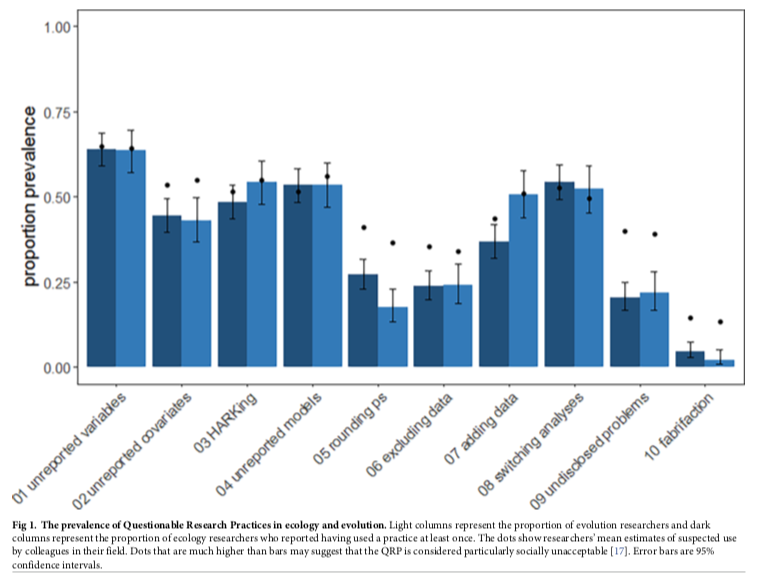 1.00
0.75
0.50
0.25
0.00
proportion prevalence
01 unreported variables
02 unreported covariates
03 HARKing
04 unreported models
05 rounding ps
06 excluding data
07 adding data
08 switching analyses
09 undisclosed problems
10 fabrifaction
Fig 1. The prevalence of Questionable Research Practices in ecology and evolution. Light columns represent the proportion of evolution researchers and dark
columns represent the proportion of ecology researchers who reported having used a practice at least once. The dots show researchers' mean estimates of suspected use
by colleagues in their field. Dots that are much higher than bars may suggest that the QRP is considered particularly socially unacceptable [17]. Error bars are 95%
confidence intervals.